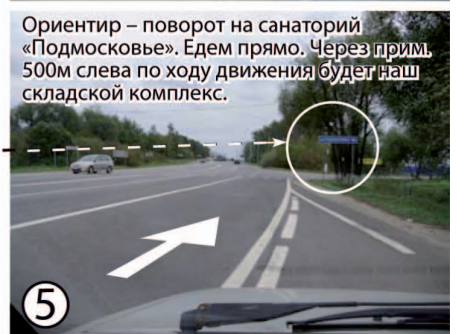 Ориентир – поворот на санаторий
«Подмосковье». Едем прямо. Через прим.
500м слева по ходу движения будет наш
складской комплекс.
5